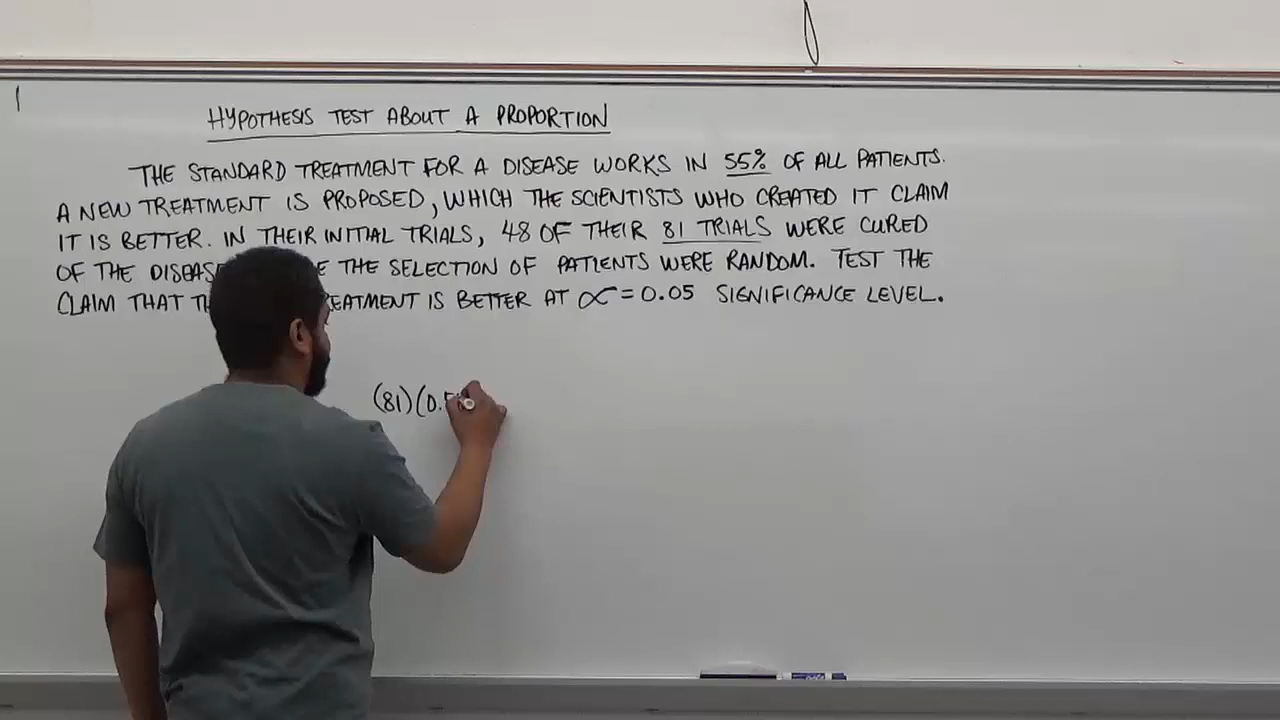 HYPOTHESIS TEST ABOUT A PROPORTION
THE STANDARD TREATMENT FOR A DISEASE WORKS IN 55% OF ALL PATIENTS.
A NEW TREATMENT IS PROPOSED, WHICH THE SCIENTISTS WHO CREATED IT CLAIM
IT IS BETTER. IN THEIR INITIAL TRIALS, 48 OF THEIR 81 TRIALS WERE CURED
OF THE THE SELECTION OF PATIENTS WERE RANDOM. TEST THE
CLAIM THAT IS BETTER AT α = 0.05 SIGNIFICANCE LEVEL.
(81)(0.5